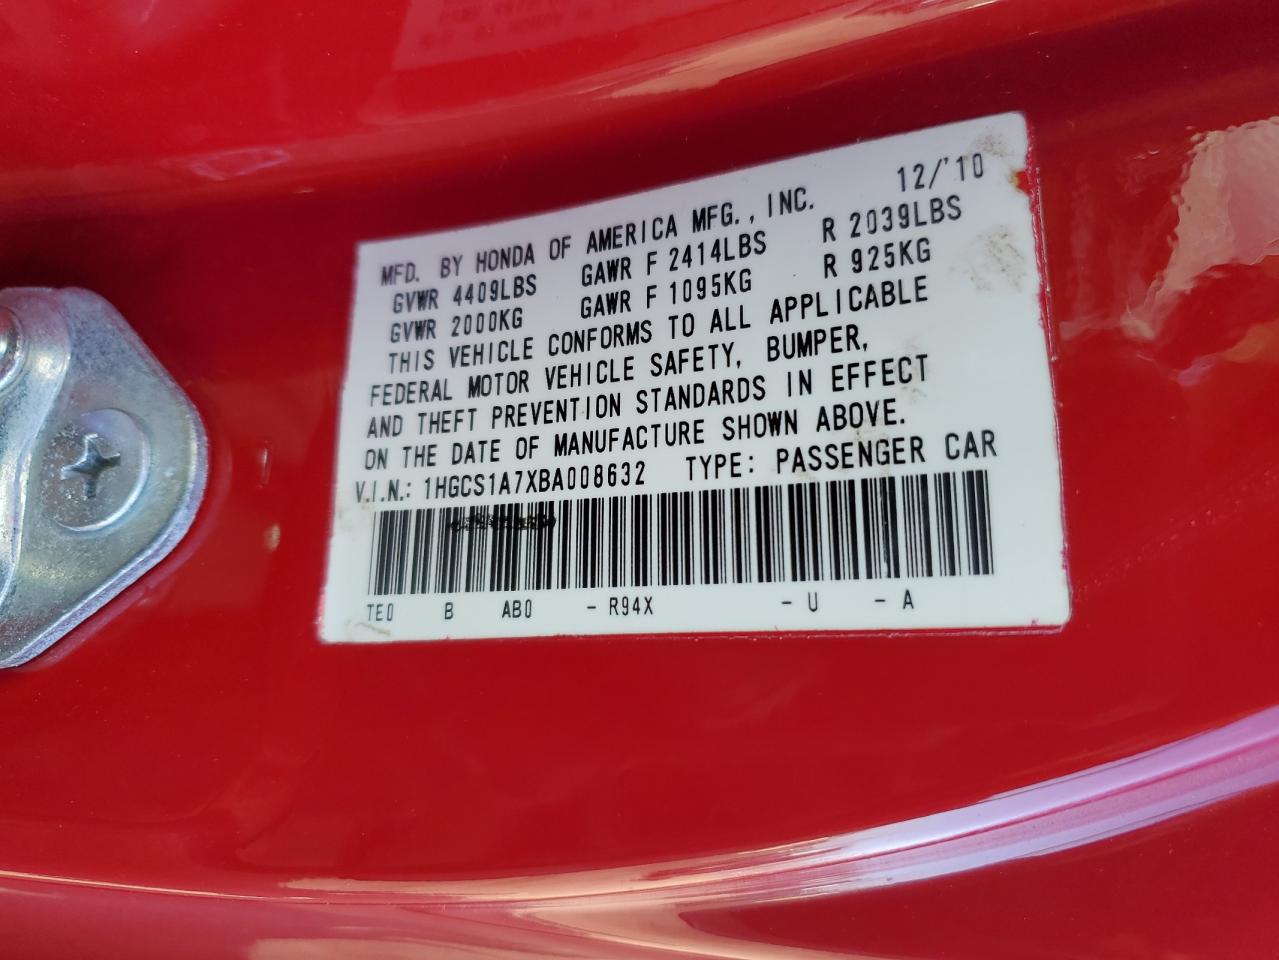 MFD. BY HONDA OF AMERICA MFG., INC. 12/'10
GVWR 4409LBS GAWR F 2414LBS R 2039LBS
GVWR 2000KG GAWR F 1095KG R 925KG
THIS VEHICLE CONFORMS TO ALL APPLICABLE
FEDERAL MOTOR VEHICLE SAFETY, BUMPER,
AND THEFT PREVENTION STANDARDS IN EFFECT
ON THE DATE OF MANUFACTURE SHOWN ABOVE.
V.I.N.: 1HGCS1A7XBA008632 TYPE: PASSENGER CAR
TE0 B AB0 - R94X - U - A